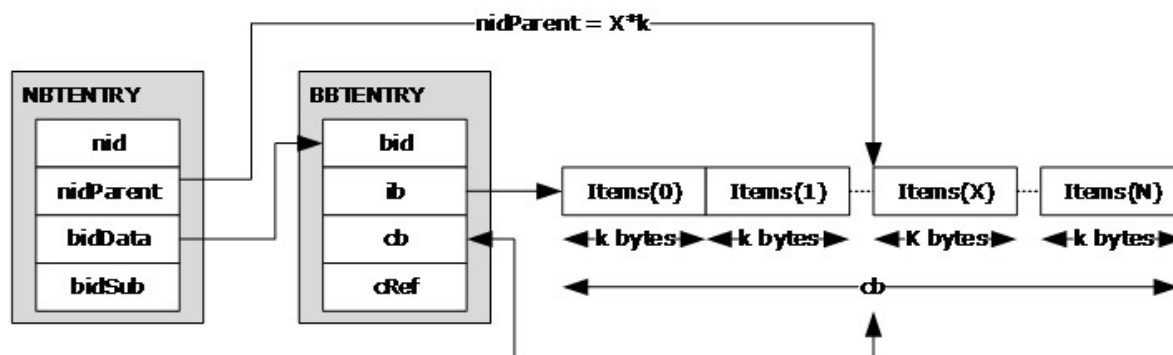 nidParent = X*k
NBTENTRY
nid
nidParent
bidData
bidSub
BBTENTRY
bid
ib
cb
cRef
Items(0) Items(1) Items(X) Items(N)
k bytes k bytes K bytes k bytes
cb